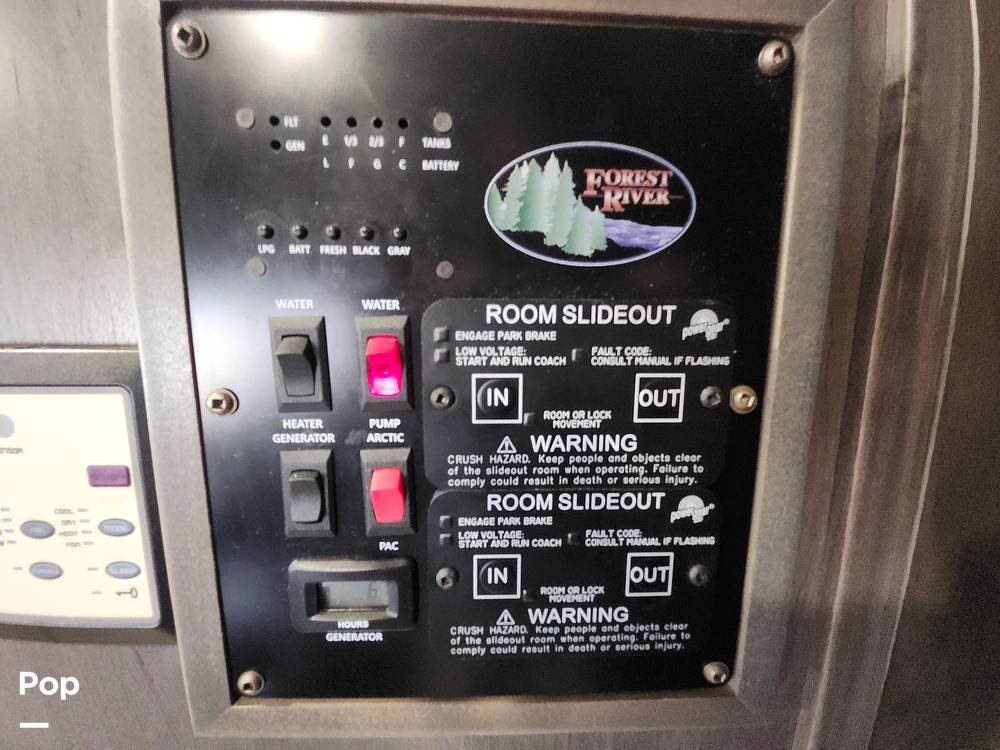 FLT
E 1/3 2/3 F TANKS
GEN
L F G C BATTERY
LPG BATT FRESH BLACK GRAY
FOREST
RIVER
WATER WATER
HEATER PUMP
GENERATOR ARCTIC
PAC
HOURS
GENERATOR
ROOM SLIDEOUT
ENGAGE PARK BRAKE
LOW VOLTAGE: FAULT CODE:
START AND RUN COACH CONSULT MANUAL IF FLASHING
IN OUT
ROOM OR LOCK
MOVEMENT
WARNING
CRUSH HAZARD. Keep people and objects clear
of the slideout room when operating. Failure to
comply could result in death or serious injury.
ROOM SLIDEOUT
ENGAGE PARK BRAKE
LOW VOLTAGE: FAULT CODE:
START AND RUN COACH CONSULT MANUAL IF FLASHING
IN OUT
ROOM OR LOCK
MOVEMENT
WARNING
CRUSH HAZARD. Keep people and objects clear
of the slideout room when operating. Failure to
comply could result in death or serious injury.
COOL
DRY
HEAT
FAN
MODE
SLEEP
Pop